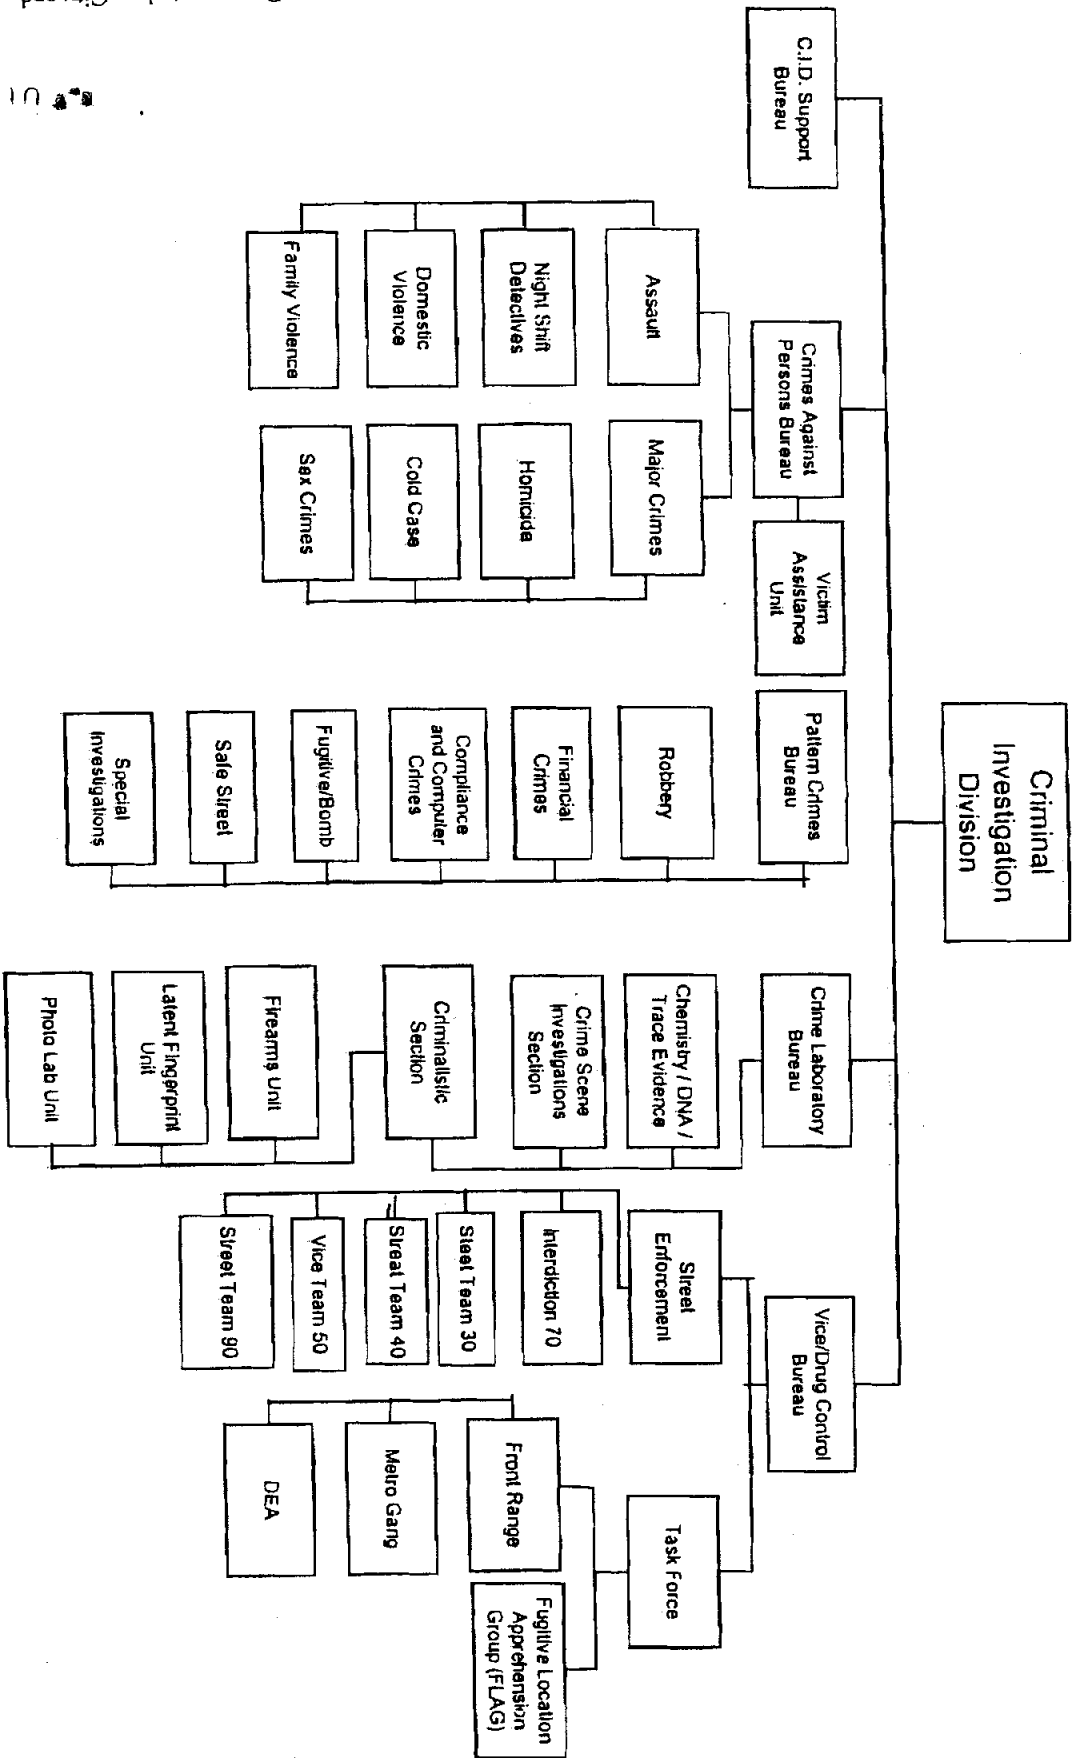 Criminal
Investigation
Division
C.I.D. Support
Bureau
Crimes Against
Persons Bureau
Victim
Assistance
Unit
Pattern Crimes
Bureau
Crime Laboratory
Bureau
Vice/Drug Control
Bureau
Assault
Night Shift
Detectives
Domestic
Violence
Family Violence
Major Crimes
Homicide
Cold Case
Sex Crimes
Robbery
Financial
Crimes
Compliance
and Computer
Crimes
Fugitive/Bomb
Safe Street
Special
Investigations
Chemistry / DNA /
Trace Evidence
Crime Scene
Investigations
Section
Criminalistic
Section
Firearms Unit
Latent Fingerprint
Unit
Photo Lab Unit
Street
Enforcement
Interdiction 70
Steet Team 30
Street Team 40
Vice Team 50
Street Team 90
Task Force
Front Range
Metro Gang
DEA
Fugitive Location
Apprehension
Group (FLAG)